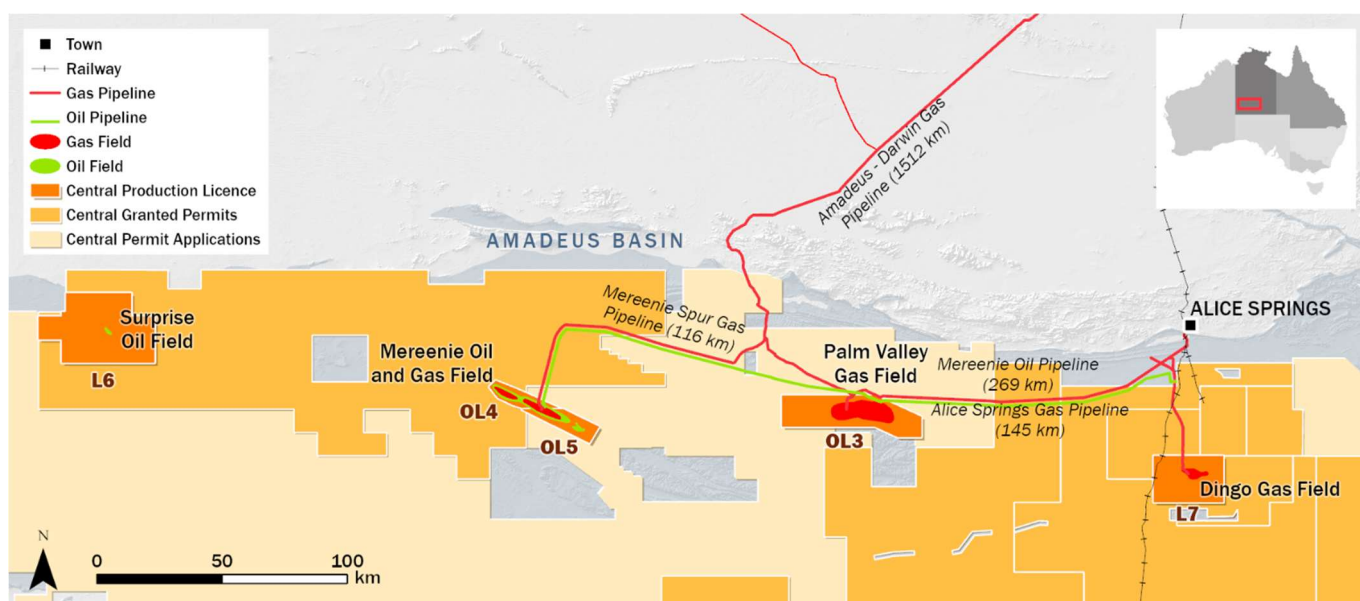 Town
Railway
Gas Pipeline
Oil Pipeline
Gas Field
Oil Field
Central Production Licence
Central Granted Permits
Central Permit Applications
Amadeus - Darwin Gas
Pipeline (1512 km)
AMADEUS BASIN
ALICE SPRINGS
Surprise
Oil Field
L6
Mereenie Spur Gas
Pipeline (116 km)
Mereenie Oil
and Gas Field
OL4
OL5
Palm Valley
Gas Field
OL3
Mereenie Oil Pipeline
(269 km)
Alice Springs Gas Pipeline
(145 km)
Dingo Gas Field
L7
N
0 50 100
km